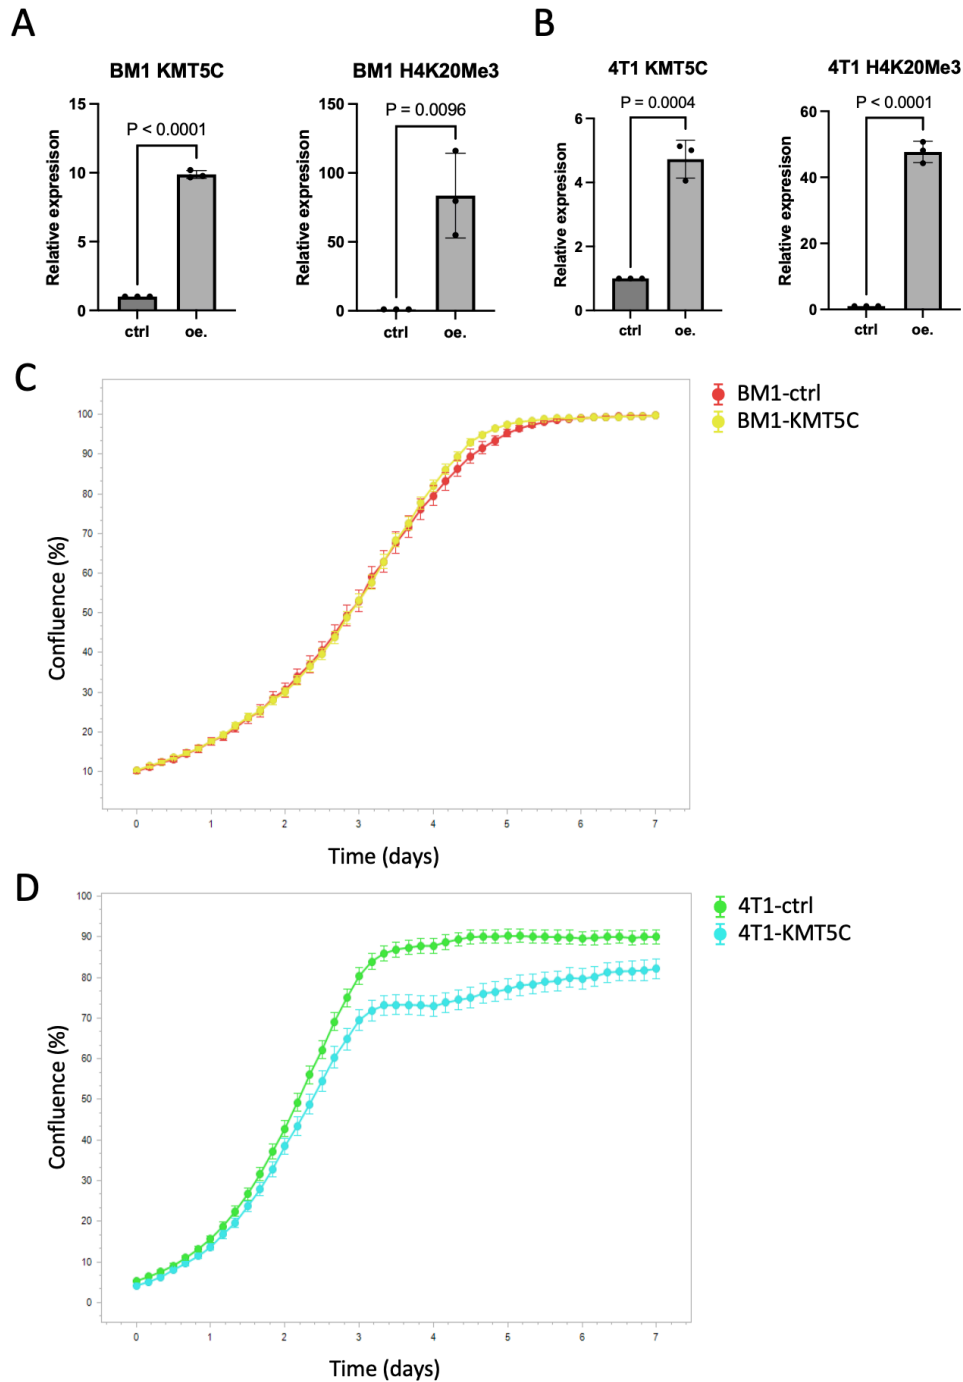 A
B
BM1 KMT5C
BM1 H4K20Me3
4T1 KMT5C
4T1 H4K20Me3
P < 0.0001
P = 0.0096
P = 0.0004
P < 0.0001
Relative expresison
15
10
5
0
ctrl
oe.
Relative expresison
150
100
50
0
ctrl
oe.
Relative expresison
6
4
2
0
ctrl
oe.
Relative expresison
60
40
20
0
ctrl
oe.
C
Confluence (%)
100
90
80
70
60
50
40
30
20
10
0 1 2 3 4 5 6 7
Time (days)
BM1-ctrl
BM1-KMT5C
D
Confluence (%)
100
90
80
70
60
50
40
30
20
10
0
0 1 2 3 4 5 6 7
Time (days)
4T1-ctrl
4T1-KMT5C